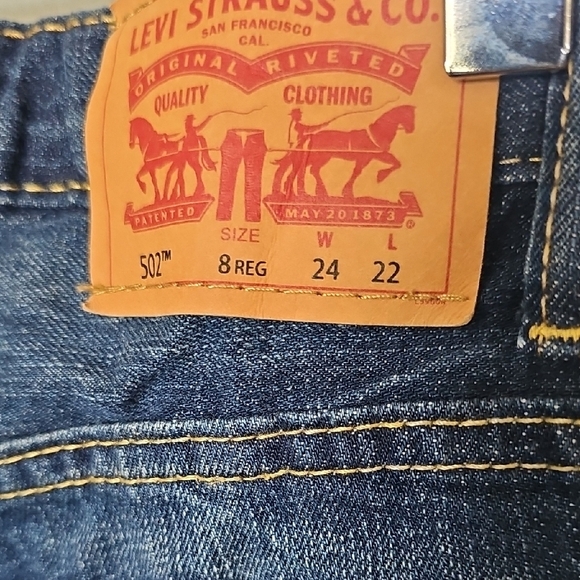 LEVI STRAUSS & CO.
SAN FRANCISCO
CAL.
ORIGINAL RIVETED
QUALITY CLOTHING
PATENTED MAY 20 1873 ®
SIZE W L
502™ 8 REG 24 22